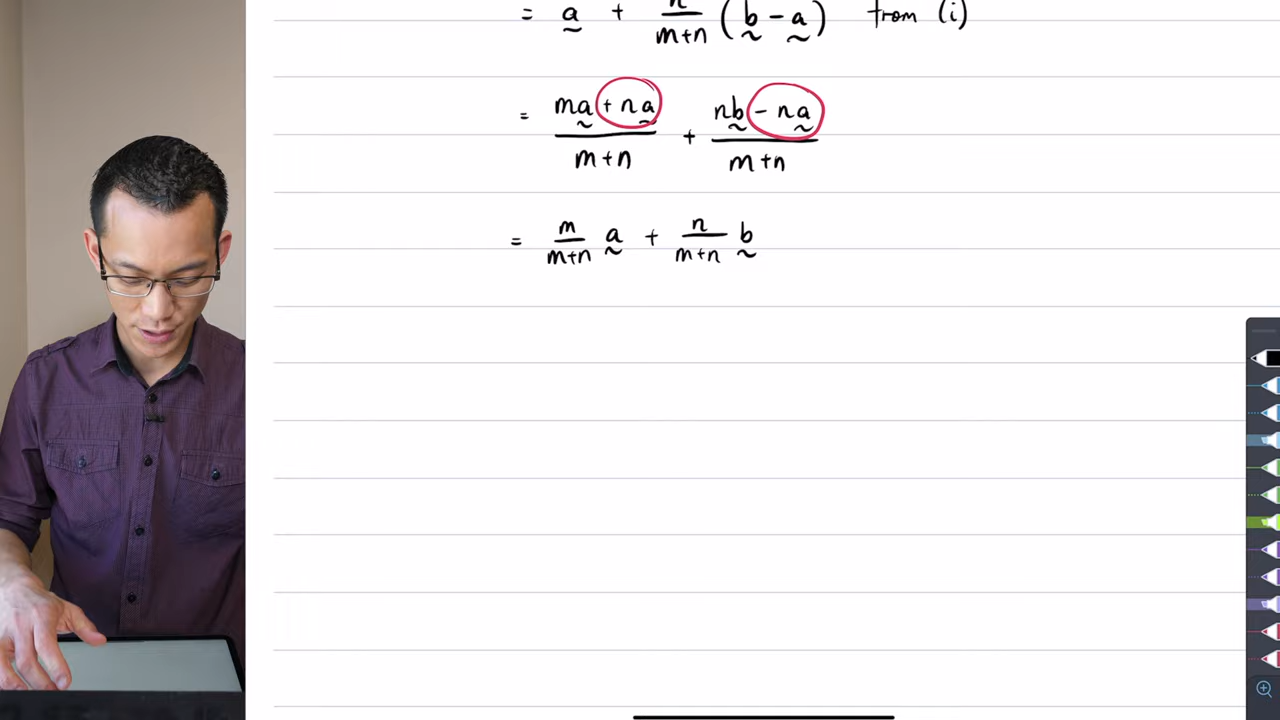 = a̰ + n/m+n (b̰ - a̰) from (i)
= ma̰ + na̰/m+n + nb̰ - na̰/m+n
= m/m+n a̰ + n/m+n b̰